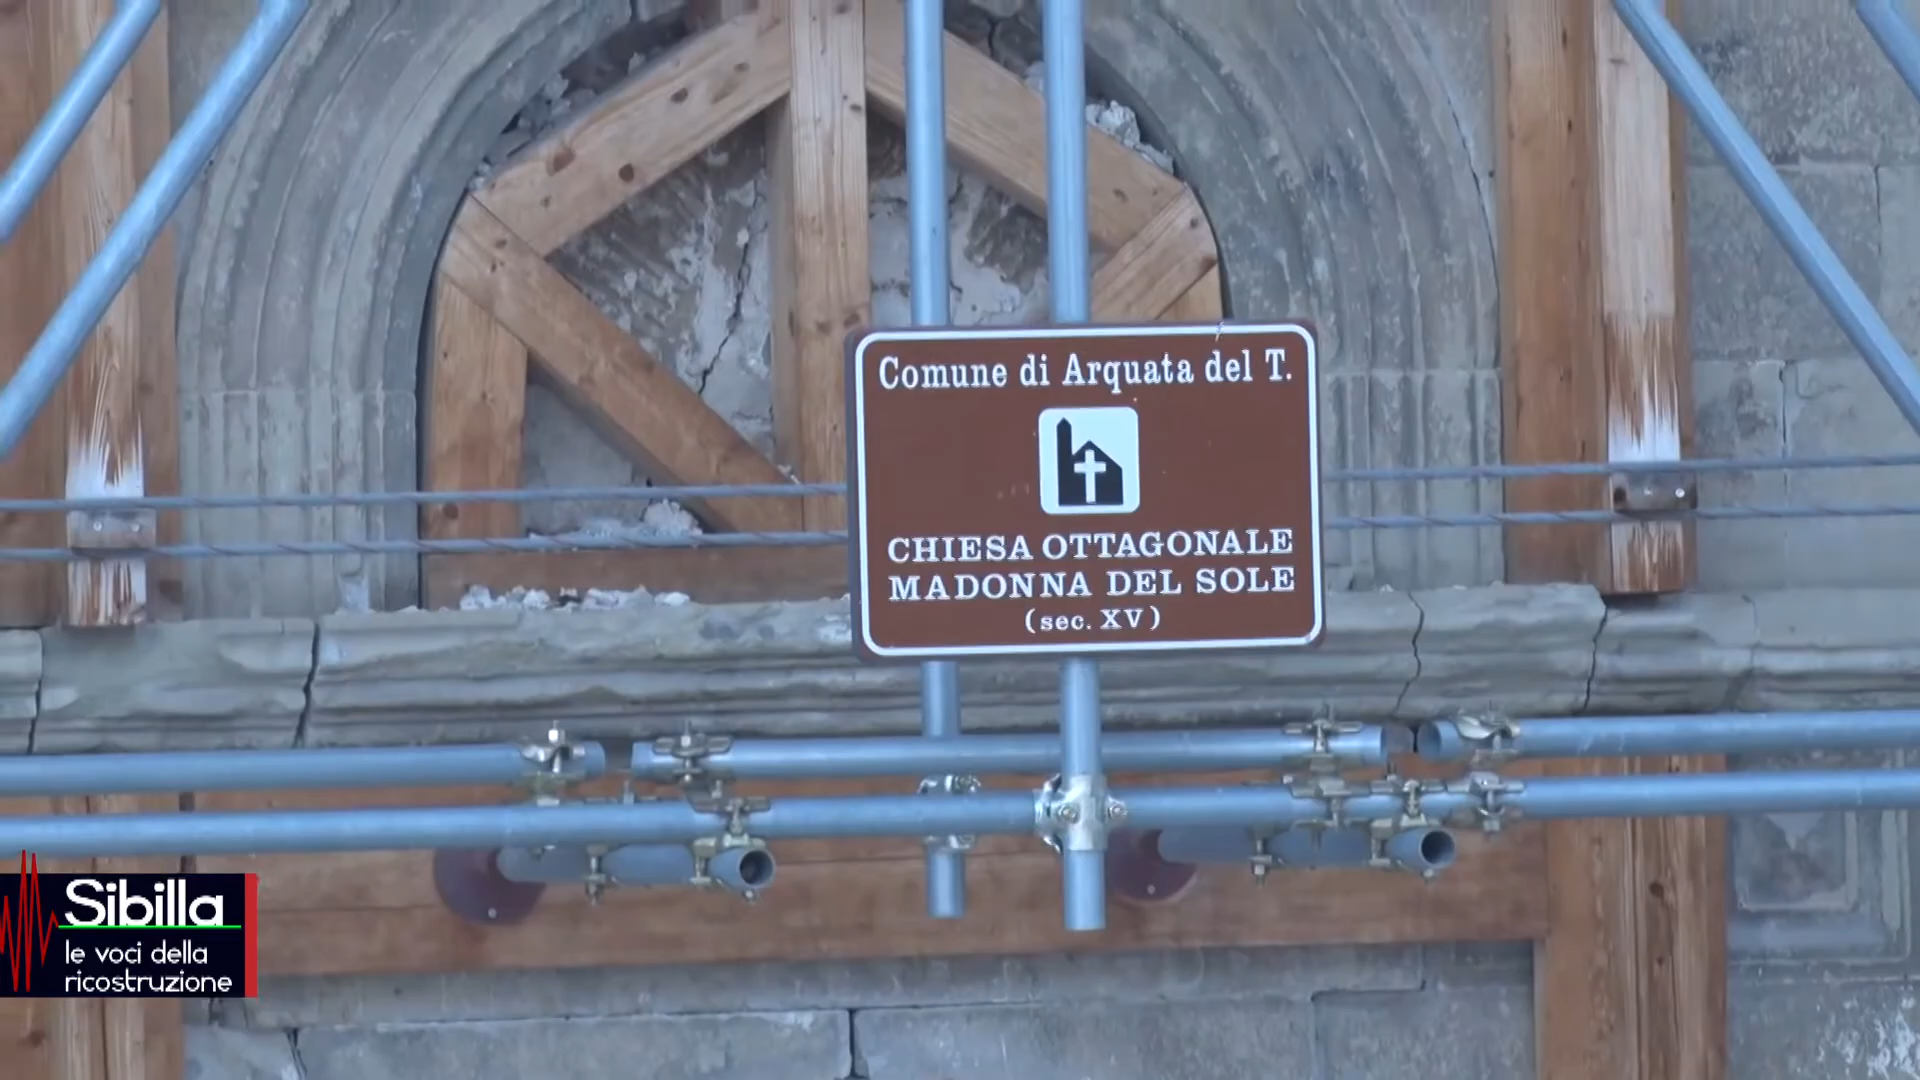 Comune di Arquata del T.
CHIESA OTTAGONALE
MADONNA DEL SOLE
(sec. XV)
Sibilla
le voci della
ricostruzione